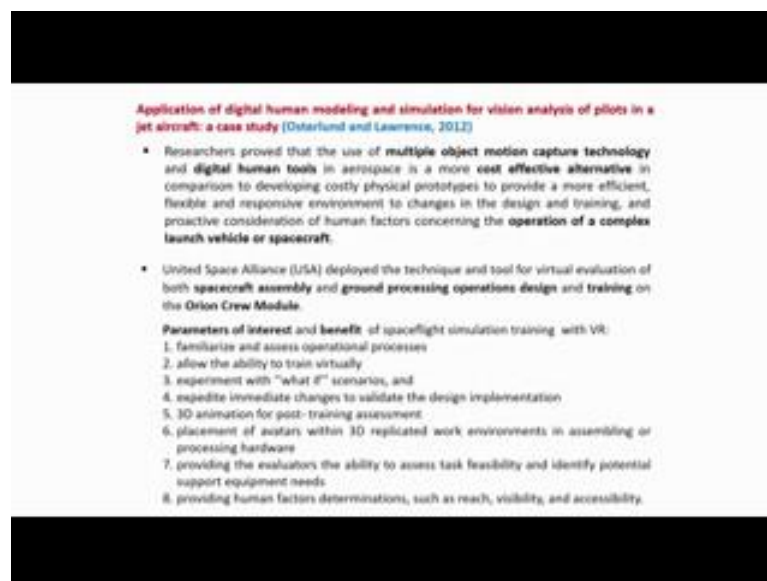 Application of digital human modeling and simulation for vision analysis of pilots in a
jet aircraft: a case study (Osterlund and Lawrence, 2012)
▪ Researchers proved that the use of multiple object motion capture technology
and digital human tools in aerospace is a more cost effective alternative in
comparison to developing costly physical prototypes to provide a more efficient,
flexible and responsive environment to changes in the design and training, and
proactive consideration of human factors concerning the operation of a complex
launch vehicle or spacecraft.
▪ United Space Alliance (USA) deployed the technique and tool for virtual evaluation of
both spacecraft assembly and ground processing operations design and training on
the Orion Crew Module.
Parameters of interest and benefit of spaceflight simulation training with VR:
1. familiarize and assess operational processes
2. allow the ability to train virtually
3. experiment with "what if" scenarios, and
4. expedite immediate changes to validate the design implementation
5. 3D animation for post- training assessment
6. placement of avatars within 3D replicated work environments in assembling or
processing hardware
7. providing the evaluators the ability to assess task feasibility and identify potential
support equipment needs
8. providing human factors determinations, such as reach, visibility, and accessibility.